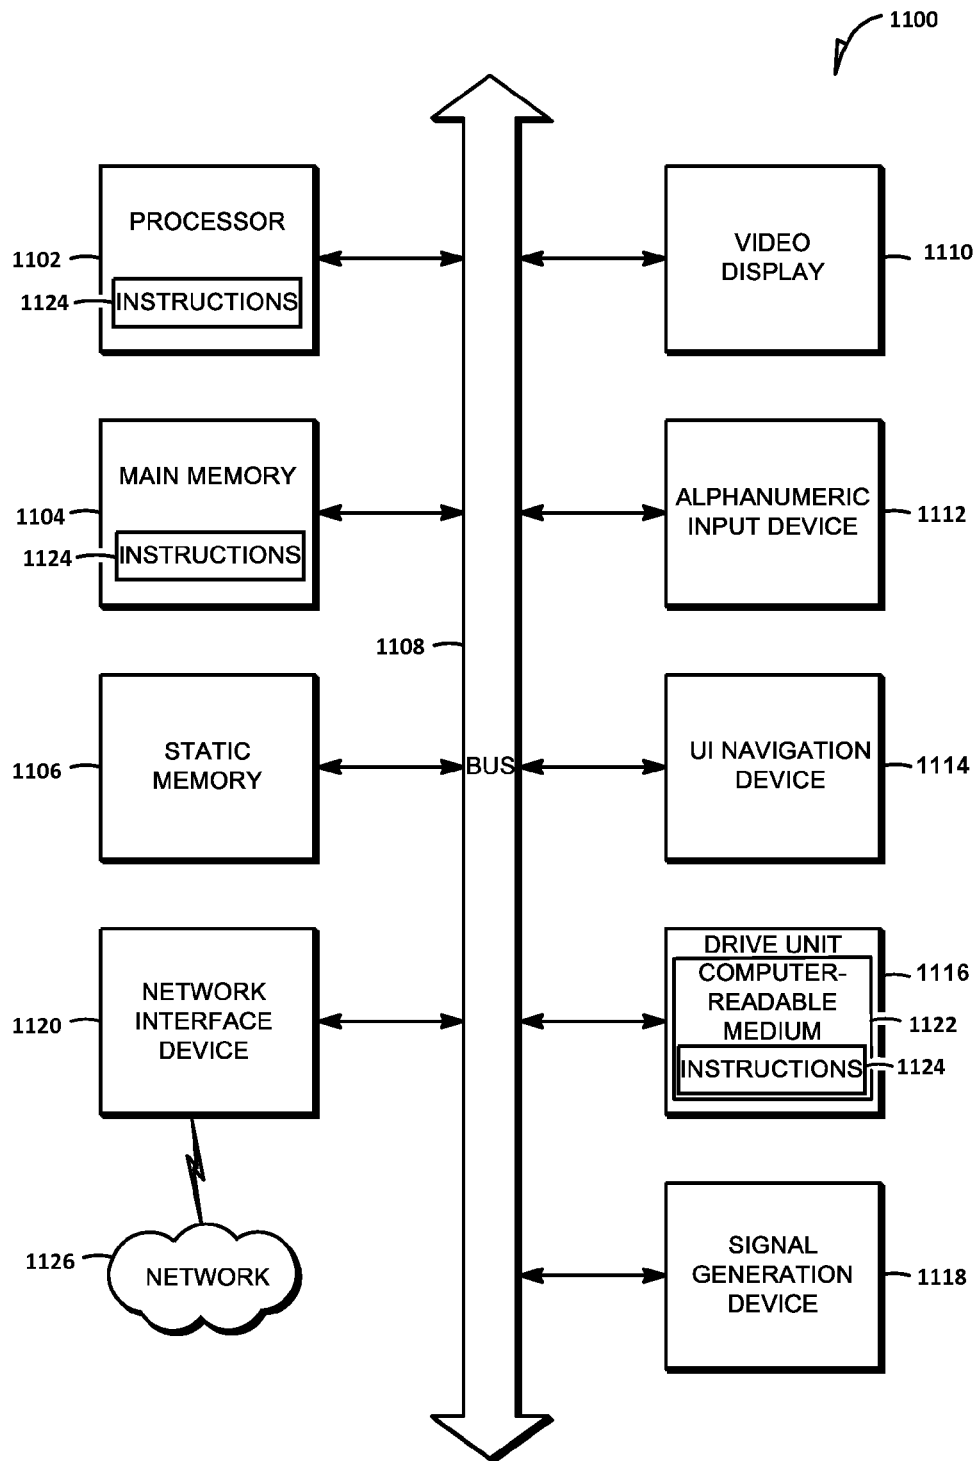 1100
PROCESSOR
1102
1124
INSTRUCTIONS
VIDEO
DISPLAY
1110
MAIN MEMORY
1104
1124
INSTRUCTIONS
ALPHANUMERIC
INPUT DEVICE
1112
1108
STATIC
MEMORY
1106
BUS
UI NAVIGATION
DEVICE
1114
NETWORK
INTERFACE
DEVICE
1120
DRIVE UNIT
COMPUTER-
READABLE
MEDIUM
INSTRUCTIONS
1116
1122
1124
1126
NETWORK
SIGNAL
GENERATION
DEVICE
1118